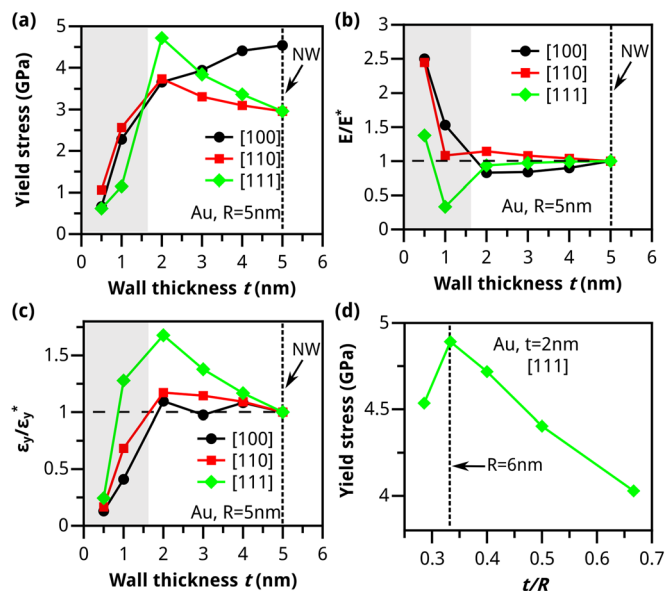 (a)
Yield stress (GPa)
7
6
5
4
3
2
1
0
NW
[100]
[110]
[111]
Au, R=5nm
0 1 2 3 4 5 6
Wall thickness t (nm)
(b)
E/E*
3
2.5
2
1.5
1
0.5
0
[100]
[110]
[111]
NW
Au, R=5nm
0 1 2 3 4 5 6
Wall thickness t (nm)
(c)
εy/εy*
1.5
1
0.5
0
NW
[100]
[110]
[111]
Au, R=5nm
0 1 2 3 4 5 6
Wall thickness t (nm)
(d)
Yield stress (GPa)
5
4.5
4
Au, t=2nm
[111]
R=6nm
0.3 0.4 0.5 0.6 0.7
t/R